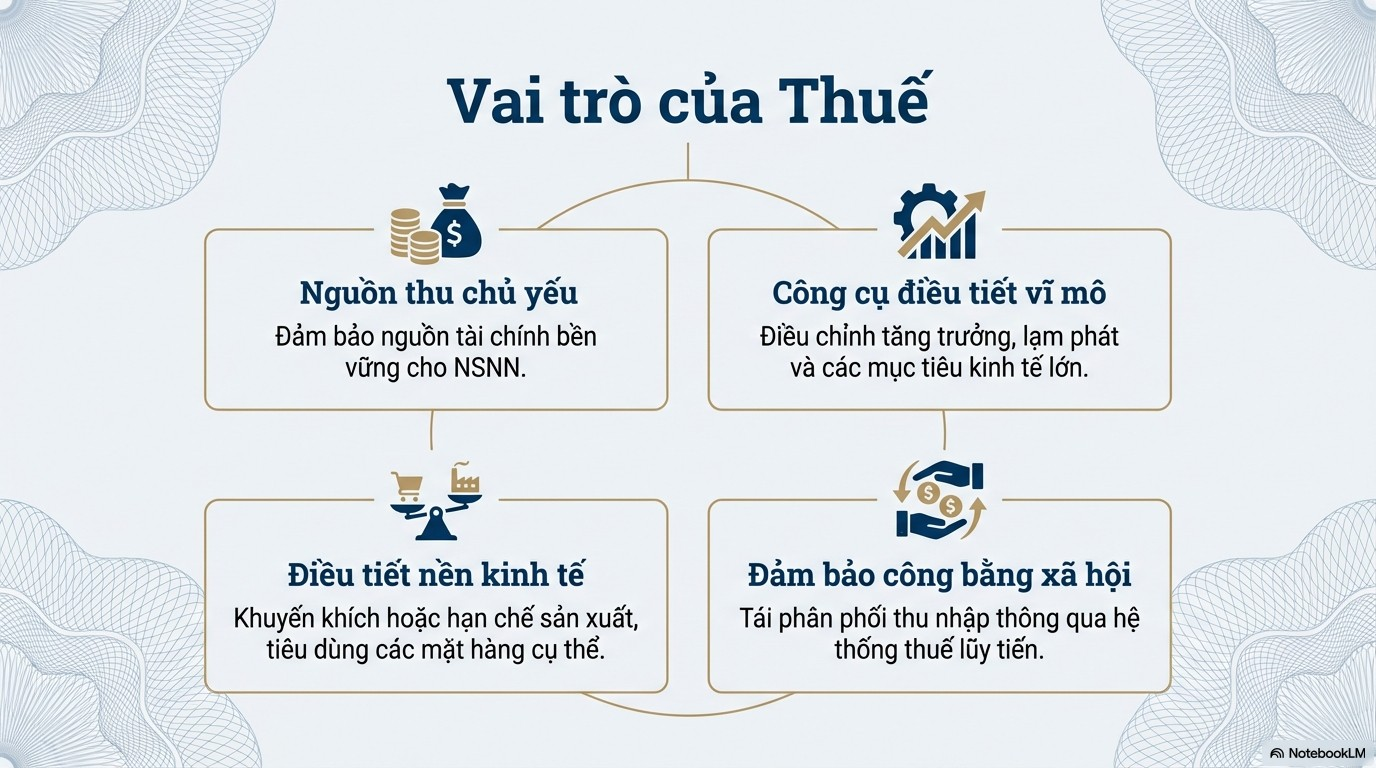 Vai trò của Thuế
$
Nguồn thu chủ yếu
Đảm bảo nguồn tài chính bền
vững cho NSNN.
Công cụ điều tiết vĩ mô
Điều chỉnh tăng trưởng, lạm phát
và các mục tiêu kinh tế lớn.
Điều tiết nền kinh tế
Khuyến khích hoặc hạn chế sản xuất,
tiêu dùng các mặt hàng cụ thể.
$
$
Đảm bảo công bằng xã hội
Tái phân phối thu nhập thông qua hệ
thống thuế lũy tiến.
NotebookLM